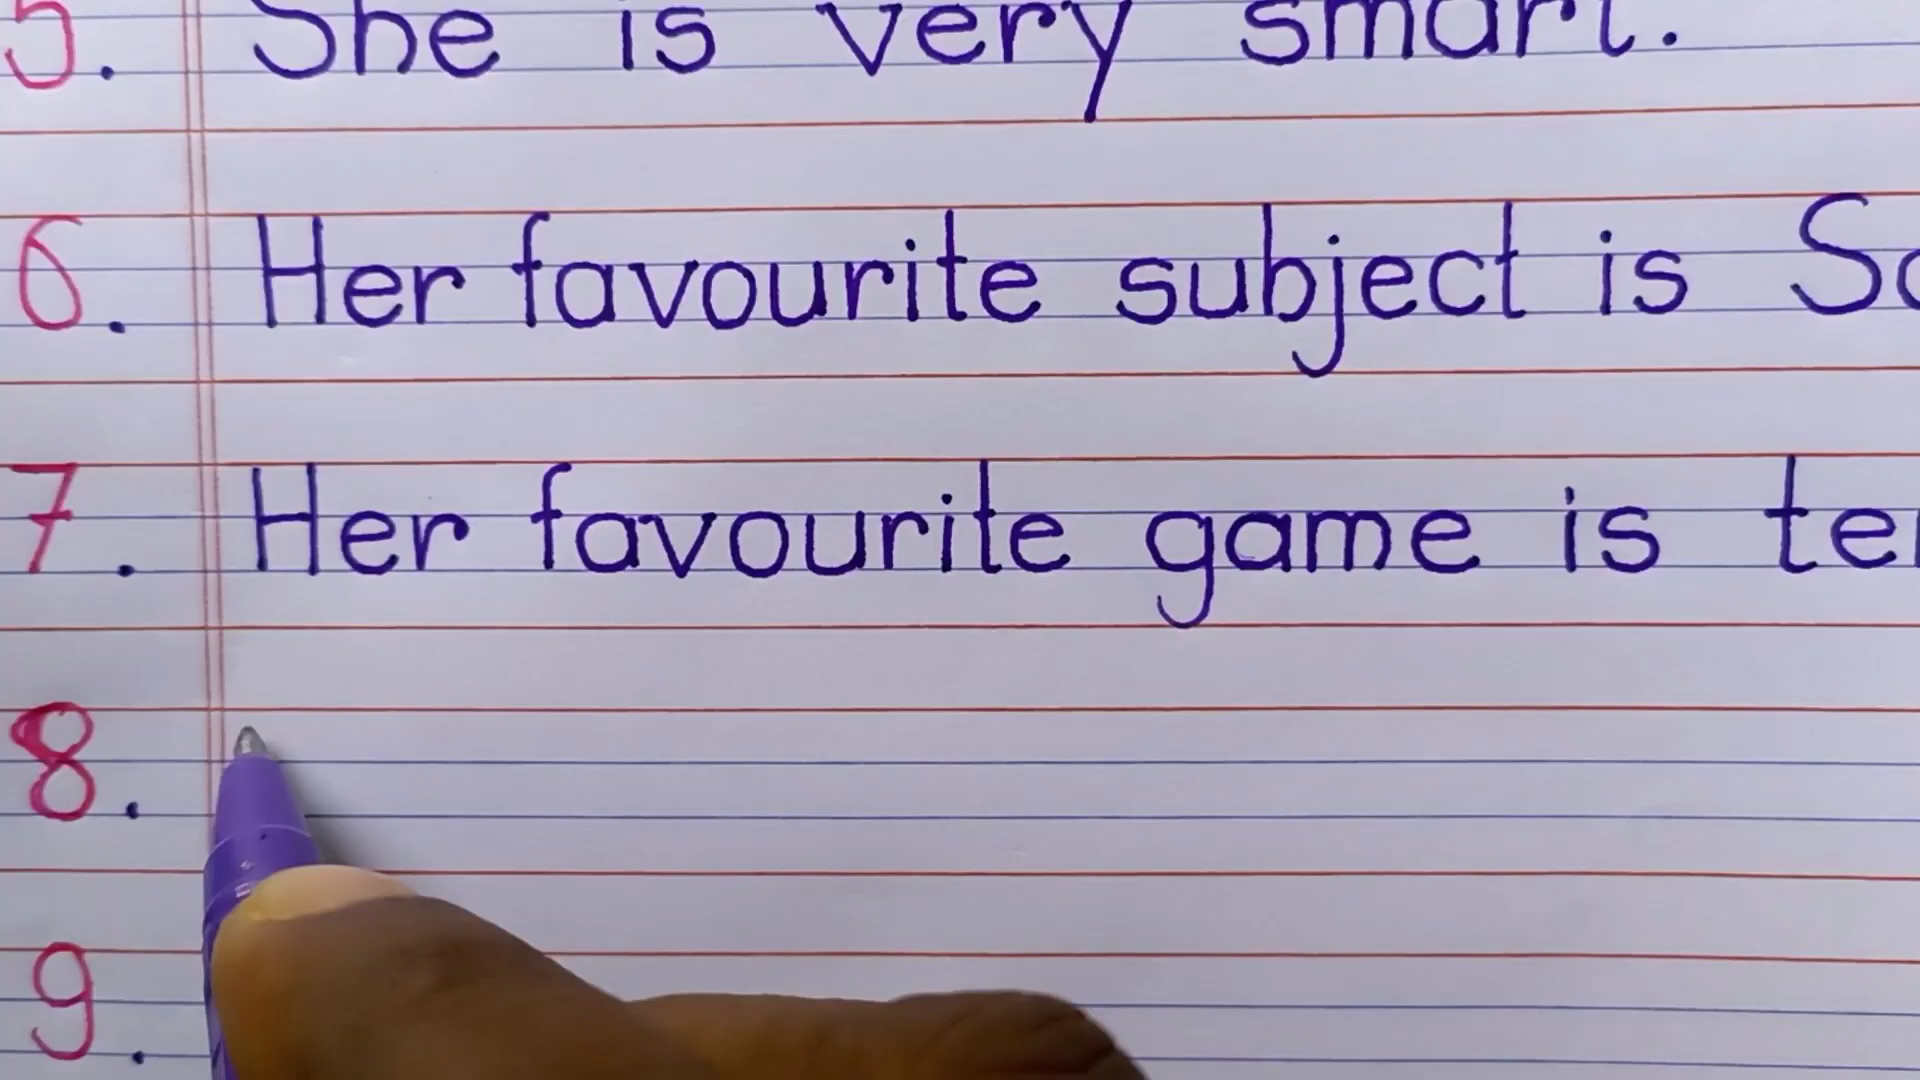 5. She is very smart.
6. Her favourite subject is
7. Her favourite game is
8.
9.